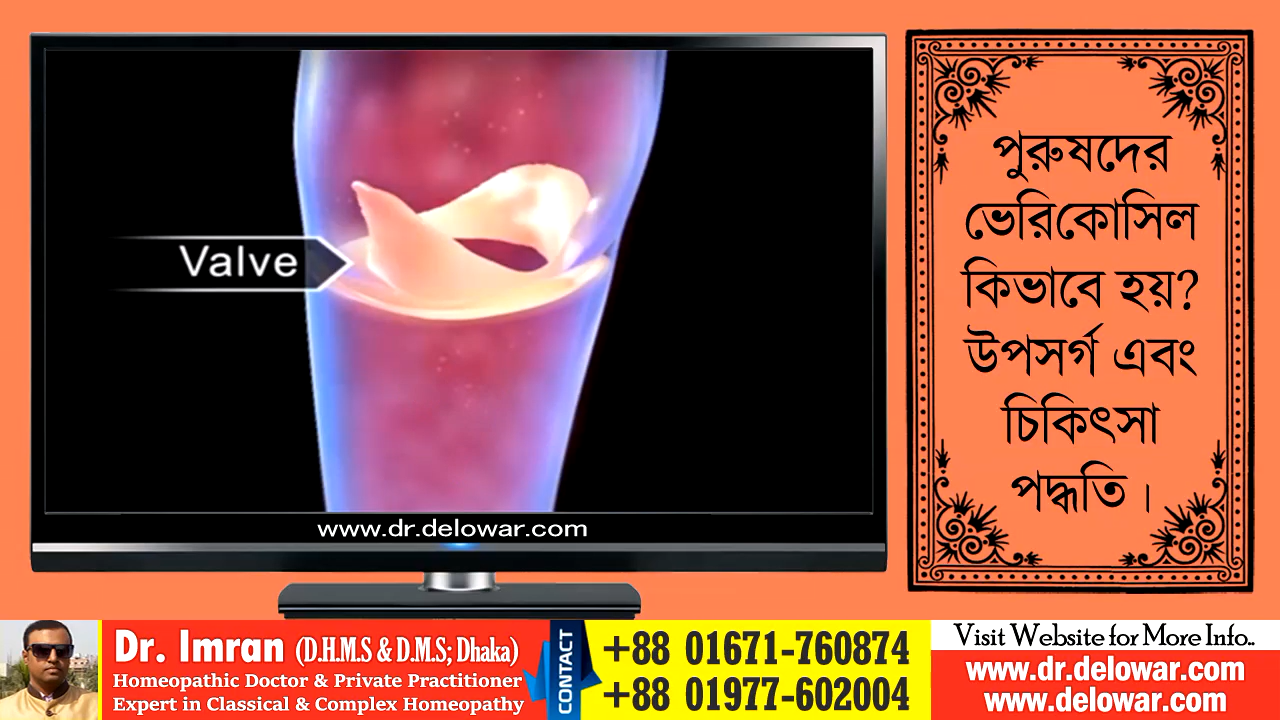 Valve
www.dr.delowar.com
পুরুষদের
ভেরিকোসিল
কিভাবে হয়?
উপসর্গ এবং
চিকিৎসা
পদ্ধতি।
Dr. Imran (D.H.M.S & D.M.S; Dhaka)
Homeopathic Doctor & Private Practitioner
Expert in Classical & Complex Homeopathy
CONTACT
+88 01671-760874
+88 01977-602004
Visit Website for More Info..
www.dr.delowar.com
www.delowar.com